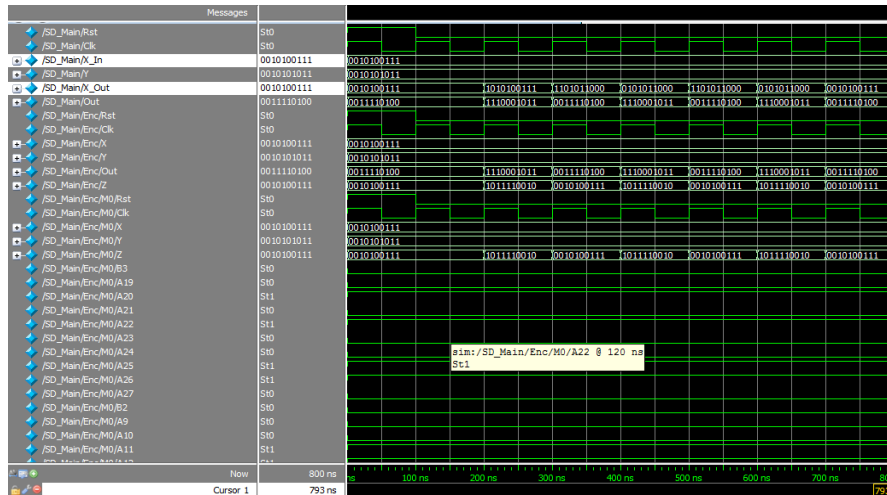 Messages
/SD_Main/Rst St0
/SD_Main/Clk St0
/SD_Main/X_In 0010100111 0010100111
/SD_Main/Y 0010101011 0010101011
/SD_Main/X_Out 0010100111 0010100111 1010100111 1101011000 0101011000 1101011000 0101011000 0010100111
/SD_Main/Out 0011110100 0011110100 1110001011 0011110100 1110001011 0011110100 1110001011 0011110100
/SD_Main/Enc/Rst St0
/SD_Main/Enc/Clk St0
/SD_Main/Enc/X 0010100111 0010100111
/SD_Main/Enc/Y 0010101011 0010101011
/SD_Main/Enc/Out 0011110100 0011110100 1110001011 0011110100 1110001011 0011110100 1110001011 0011110100
/SD_Main/Enc/Z 0010100111 0010100111 1011110010 0010100111 1011110010 0010100111 1011110010 0010100111
/SD_Main/Enc/M0/Rst St0
/SD_Main/Enc/M0/Clk St0
/SD_Main/Enc/M0/X 0010100111 0010100111
/SD_Main/Enc/M0/Y 0010101011 0010101011
/SD_Main/Enc/M0/Z 0010100111 0010100111 1011110010 0010100111 1011110010 0010100111 1011110010 0010100111
/SD_Main/Enc/M0/B3 St0
/SD_Main/Enc/M0/A19 St0
/SD_Main/Enc/M0/A20 St1
/SD_Main/Enc/M0/A21 St0
/SD_Main/Enc/M0/A22 St1
/SD_Main/Enc/M0/A23 St0
/SD_Main/Enc/M0/A24 St0 sim:/SD_Main/Enc/M0/A22 @ 120 ns
/SD_Main/Enc/M0/A25 St1 St1
/SD_Main/Enc/M0/A26 St1
/SD_Main/Enc/M0/A27 St0
/SD_Main/Enc/M0/B2 St0
/SD_Main/Enc/M0/A9 St0
/SD_Main/Enc/M0/A10 St0
/SD_Main/Enc/M0/A11 St1
Now 800 ns ns 100 ns 200 ns 300 ns 400 ns 500 ns 600 ns 700 ns
Cursor 1 793 ns